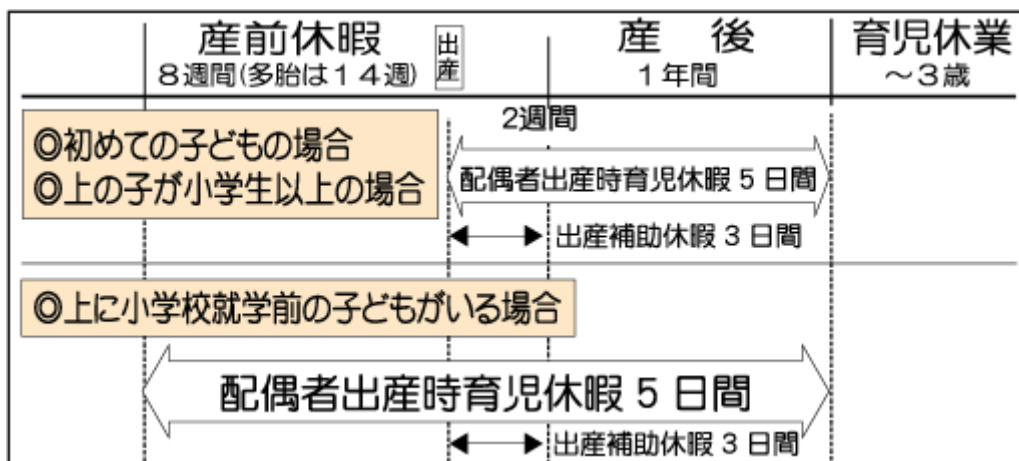 産前休暇
8週間(多胎は14週)
出産
産 後
1年間
育児休業
～3歳
◎初めての子どもの場合
◎上の子が小学生以上の場合
2週間
配偶者出産時育児休暇 5 日間
出産補助休暇 3 日間
◎上に小学校就学前の子どもがいる場合
配偶者出産時育児休暇 5 日間
出産補助休暇 3 日間